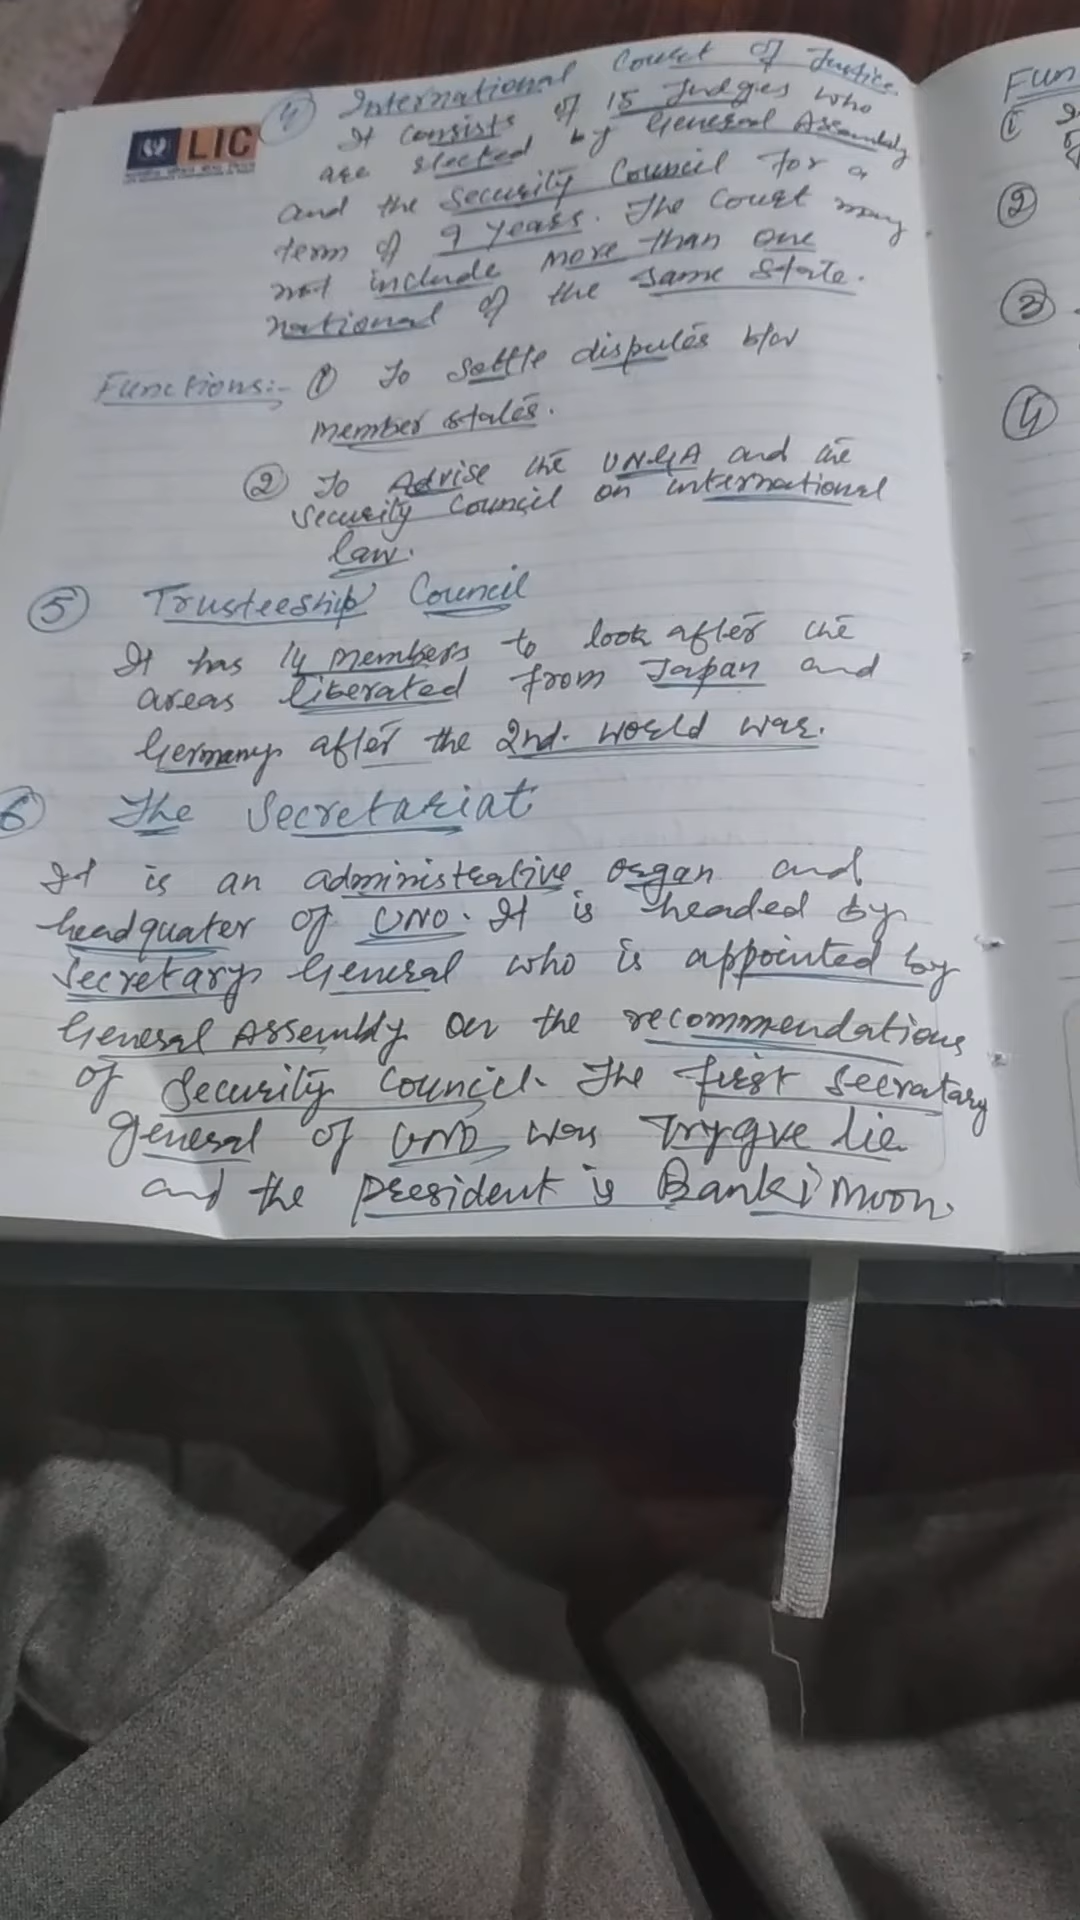 LIC
4) International Court of Justice
It consists of 15 Judges who
are elected by General Assembly
and the Security Council for a
term of 9 years. The Court may
not include more than one
national of the same state.
Functions:- ① To settle disputes b/w
member states.
② To Advise the UNGA and the
Security Council on international
law.
⑤ Trusteeship Council
It has 14 members to look after the
areas liberated from Japan and
Germany after the 2nd. world war.
⑥ The Secretariat
It is an administrative organ and
headquater of UNO. It is headed by
Secretary General who is appointed by
General Assembly on the recommendations
of Security Council. The first Secratary
general of UNO was Trygve lie
and the president is Banki moon.
Fun
①
②
③
④